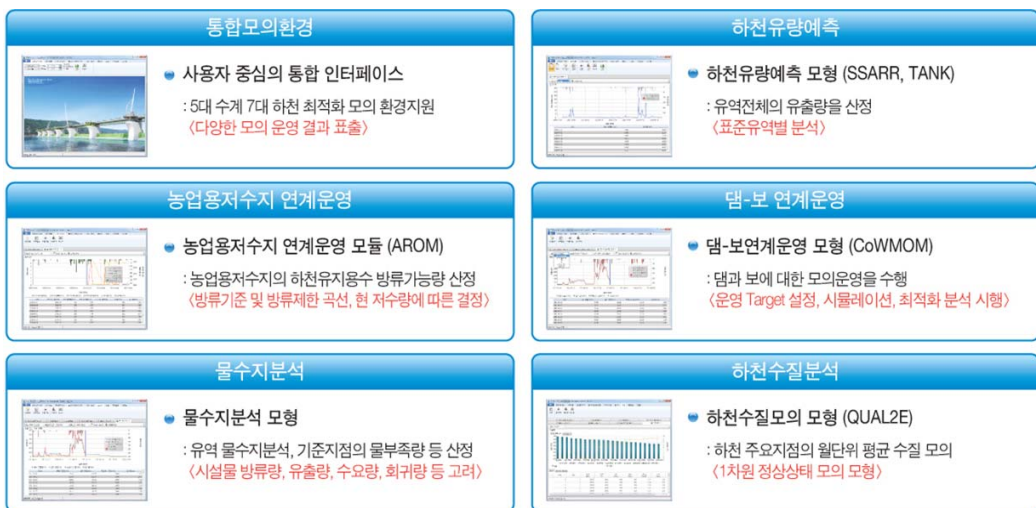 통합모의환경
사용자 중심의 통합 인터페이스
: 5대 수계 7대 하천 최적화 모의 환경지원
〈다양한 모의 운영 결과 표출〉
하천유량예측
하천유량예측 모형 (SSARR, TANK)
: 유역전체의 유출량을 산정
〈표준유역별 분석〉
농업용저수지 연계운영
농업용저수지 연계운영 모듈 (AROM)
: 농업용저수지의 하천유지용수 방류가능량 산정
〈방류기준 및 방류제한 곡선, 현 저수량에 따른 결정〉
댐-보 연계운영
댐-보연계운영 모형 (CoWMOM)
: 댐과 보에 대한 모의운영을 수행
〈운영 Target 설정, 시뮬레이션, 최적화 분석 시행〉
물수지분석
물수지분석 모형
: 유역 물수지분석, 기준지점의 물부족량 등 산정
〈시설물 방류량, 유출량, 수요량, 회귀량 등 고려〉
하천수질분석
하천수질모의 모형 (QUAL2E)
: 하천 주요지점의 월단위 평균 수질 모의
〈1차원 정상상태 모의 모형〉